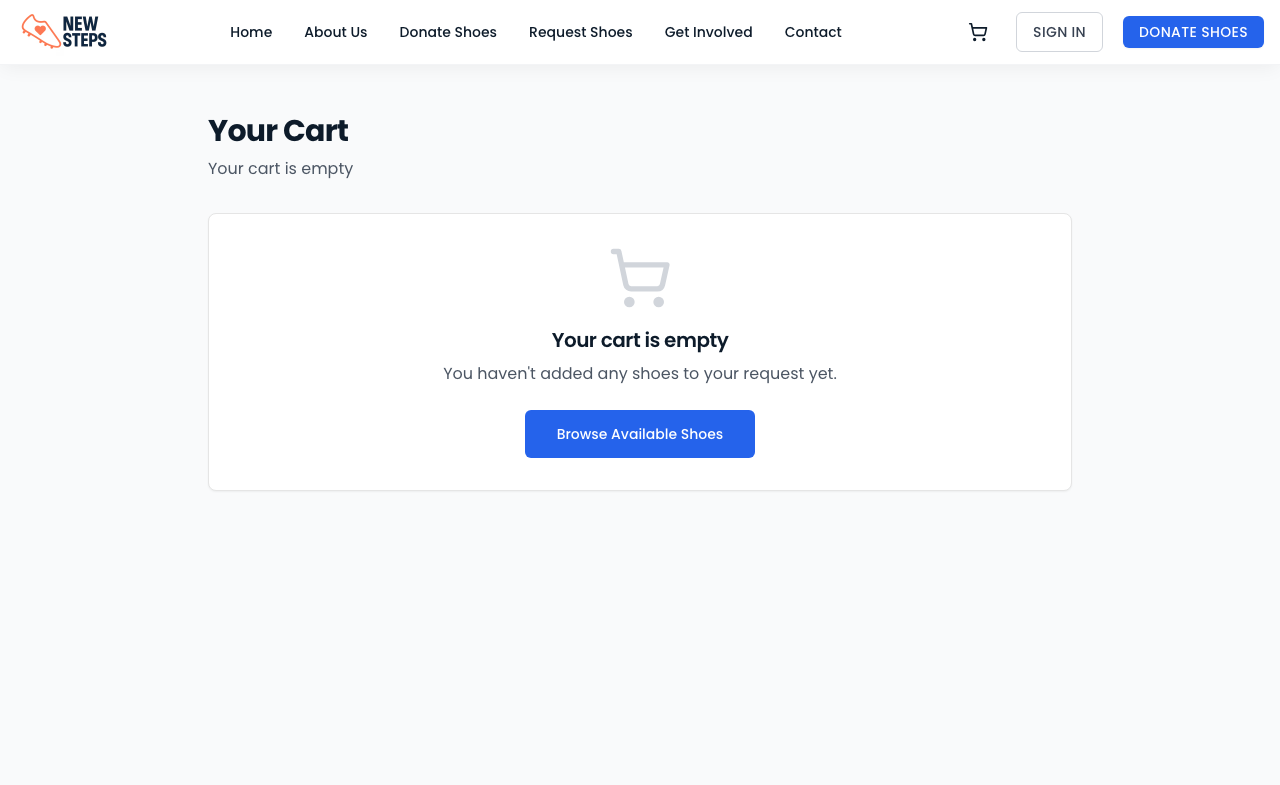 NEW
STEPS
Home
About Us
Donate Shoes
Request Shoes
Get Involved
Contact
SIGN IN
DONATE SHOES
Your Cart
Your cart is empty
Your cart is empty
You haven't added any shoes to your request yet.
Browse Available Shoes